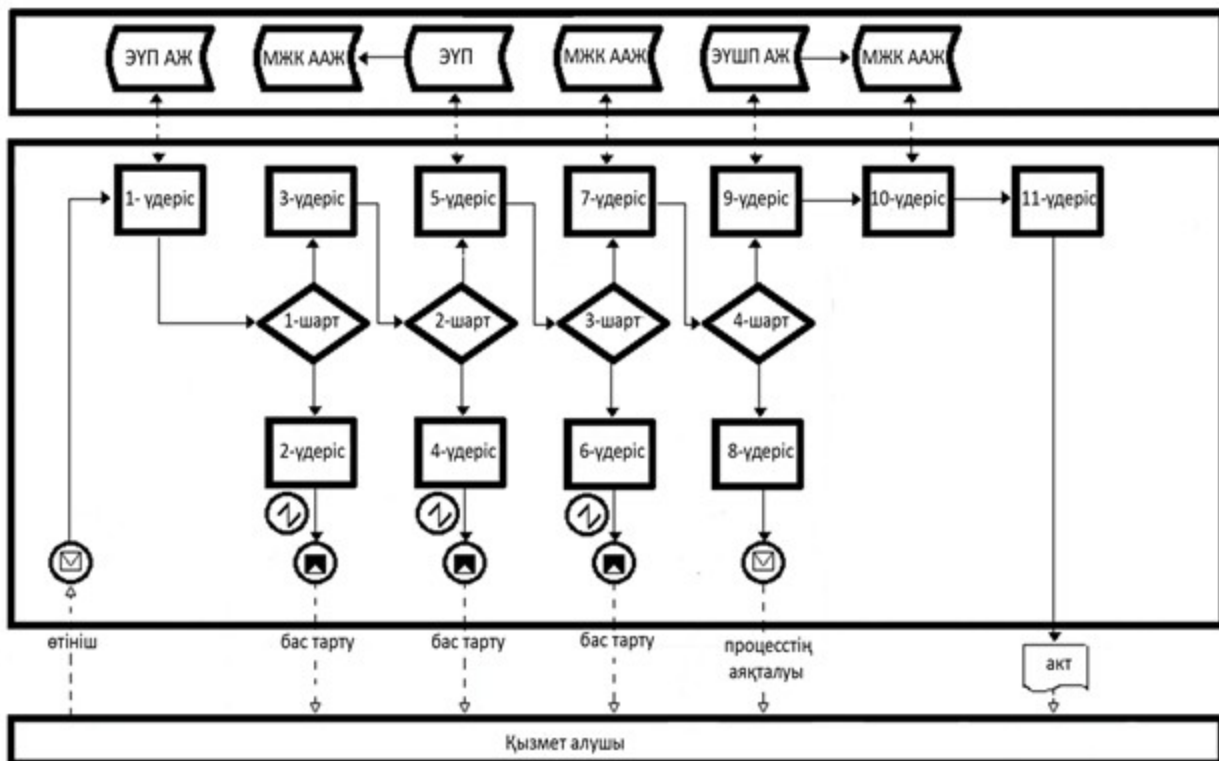 ЭҮП АЖ
МЖК ААЖ
ЭҮП
МЖК ААЖ
ЭҮШП АЖ
МЖК ААЖ
1- үдеріс
3-үдеріс
5-үдеріс
7-үдеріс
9-үдеріс
10-үдеріс
11-үдеріс
1-шарт
2-шарт
3-шарт
4-шарт
2-үдеріс
4-үдеріс
6-үдеріс
8-үдеріс
өтініш
бас тарту
бас тарту
бас тарту
процесстің
аяқталуы
акт
Қызмет алушы